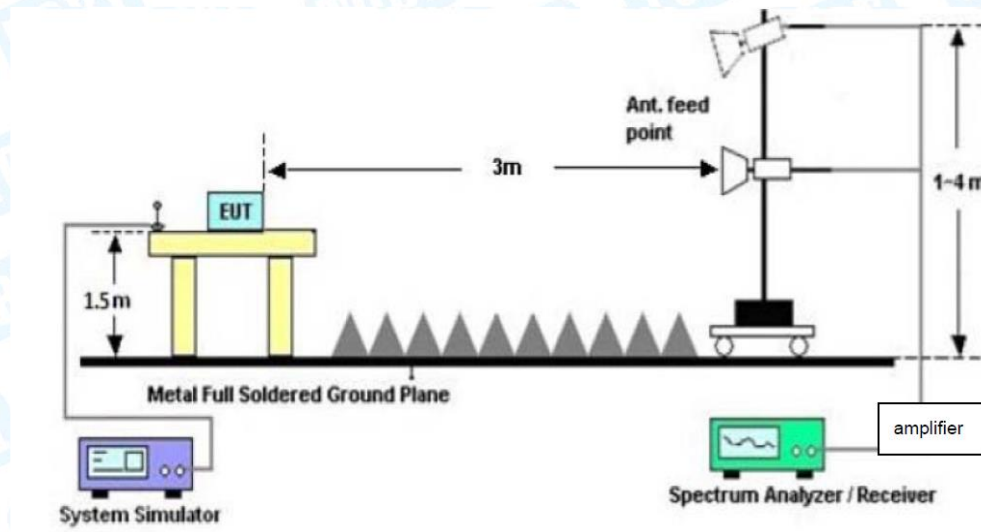 Ant. feed
point
3m
1~4 m
EUT
1.5m
Metal Full Soldered Ground Plane
amplifier
System Simulator
Spectrum Analyzer / Receiver